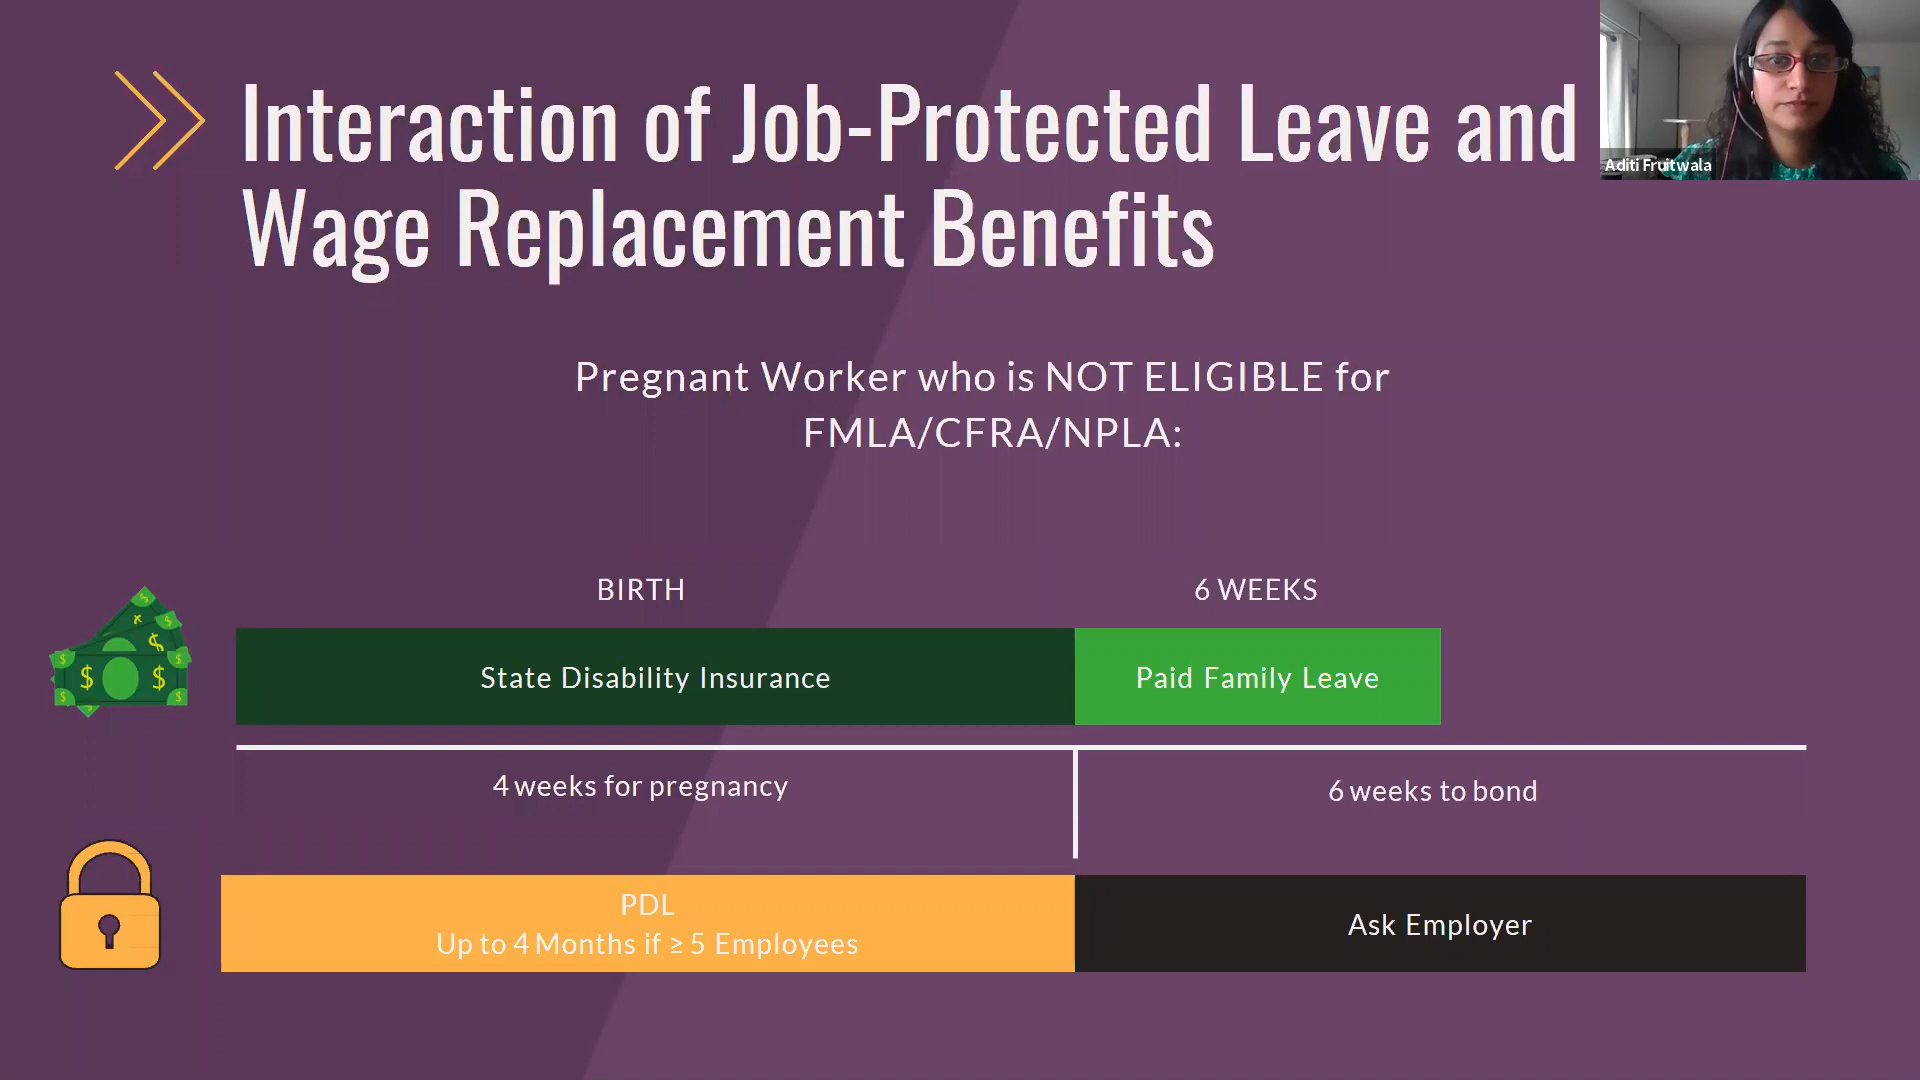 Interaction of Job-Protected Leave and
Wage Replacement Benefits
Aditi Fruitwala
Pregnant Worker who is NOT ELIGIBLE for
FMLA/CFRA/NPLA:
BIRTH
6 WEEKS
State Disability Insurance
Paid Family Leave
4 weeks for pregnancy
6 weeks to bond
PDL
Up to 4 Months if ≥ 5 Employees
Ask Employer